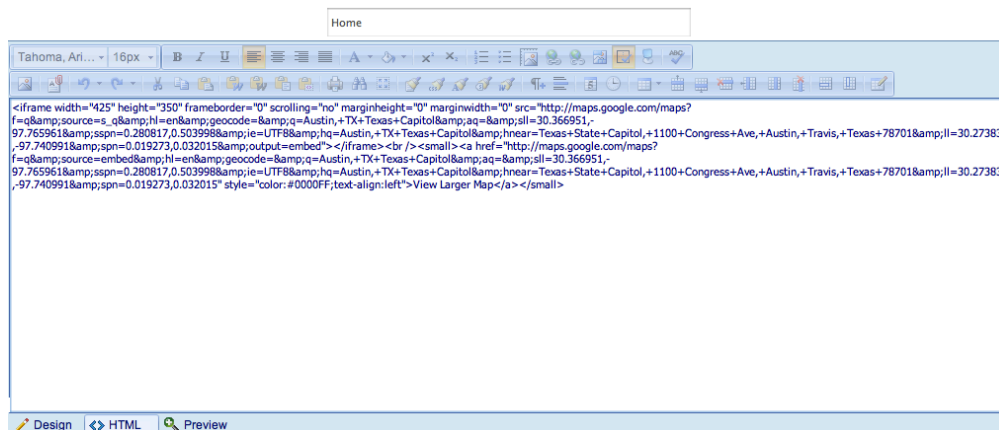 Home
Tahoma, Ari... 16px B I U A x² x₂ ABC
<iframe width="425" height="350" frameborder="0" scrolling="no" marginheight="0" marginwidth="0" src="http://maps.google.com/maps?
f=q&amp;source=s_q&amp;hl=en&amp;geocode=&amp;q=Austin,+TX+Texas+Capitol&amp;aq=&amp;sll=30.366951,-
97.765961&amp;sspn=0.280817,0.503998&amp;ie=UTF8&amp;hq=Austin,+TX+Texas+Capitol&amp;hnear=Texas+State+Capitol,+1100+Congress+Ave,+Austin,+Travis,+Texas+78701&amp;ll=30.27383
,-97.740991&amp;spn=0.019273,0.032015&amp;output=embed"></iframe><br /><small><a href="http://maps.google.com/maps?
f=q&amp;source=embed&amp;hl=en&amp;geocode=&amp;q=Austin,+TX+Texas+Capitol&amp;aq=&amp;sll=30.366951,-
97.765961&amp;sspn=0.280817,0.503998&amp;ie=UTF8&amp;hq=Austin,+TX+Texas+Capitol&amp;hnear=Texas+State+Capitol,+1100+Congress+Ave,+Austin,+Travis,+Texas+78701&amp;ll=30.27383
,-97.740991&amp;spn=0.019273,0.032015" style="color:#0000FF;text-align:left">View Larger Map</a></small>
Design HTML Preview